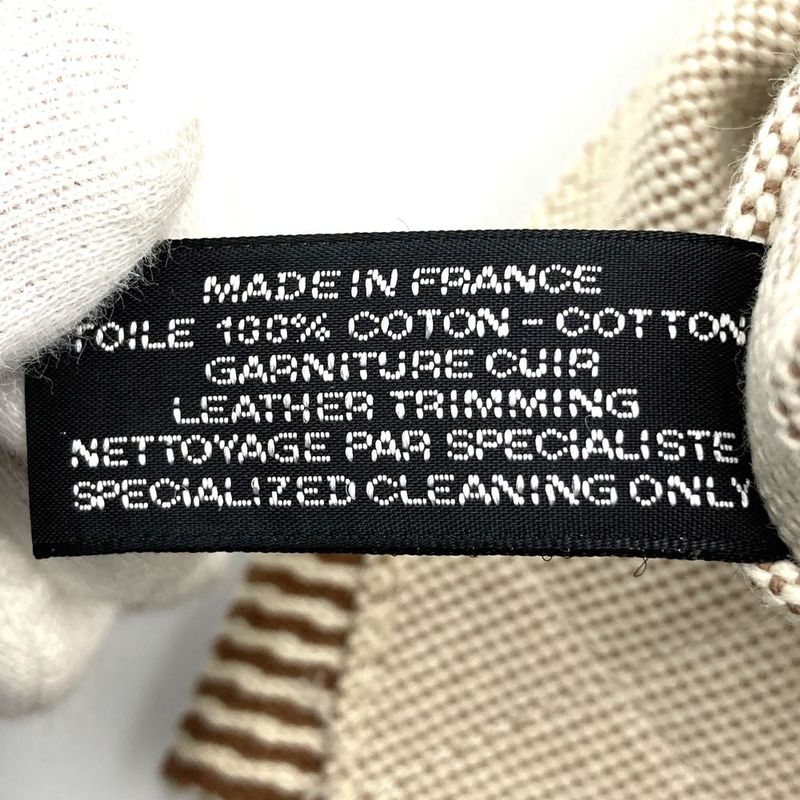 MADE IN FRANCE
TOILE 100% COTON - COTTON
GARNITURE CUIR
LEATHER TRIMMING
NETTOYAGE PAR SPECIALISTE
SPECIALIZED CLEANING ONLY